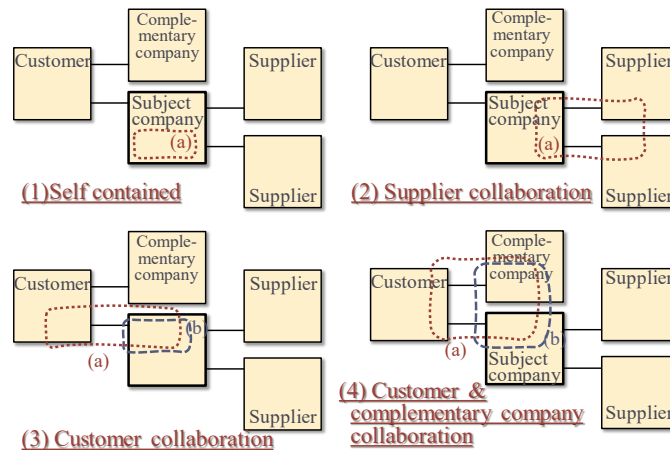 Comple-
mentary
company
Customer
Supplier
Subject
company
(a)
Supplier
(1)Self contained
Comple-
mentary
company
Customer
Supplier
Subject
company
(a)
Supplier
(2) Supplier collaboration
Comple-
mentary
company
Customer
Supplier
(b)
(a)
Supplier
(3) Customer collaboration
Comple-
mentary
company
Customer
Supplier
(a)
(b)
Subject
company
Supplier
(4) Customer &
complementary company
collaboration